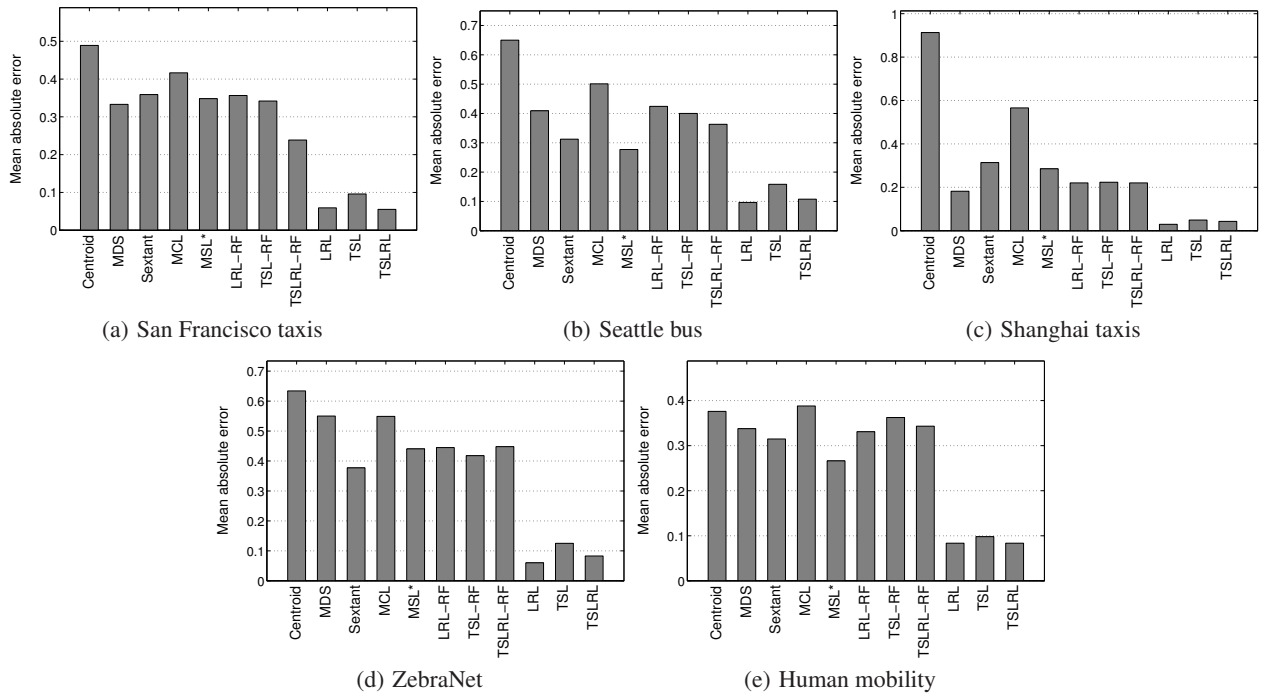 Mean absolute error
0.5
0.4
0.3
0.2
0.1
0
Centroid
MDS
Sextant
MCL
MSL*
LRL-RF
TSL-RF
TSLRL-RF
LRL
TSL
TSLRL
(a) San Francisco taxis
Mean absolute error
0.7
0.6
0.5
0.4
0.3
0.2
0.1
0
Centroid
MDS
Sextant
MCL
MSL*
LRL-RF
TSL-RF
TSLRL-RF
LRL
TSL
TSLRL
(b) Seattle bus
Mean absolute error
1
0.8
0.6
0.4
0.2
0
Centroid
MDS
Sextant
MCL
MSL*
LRL-RF
TSL-RF
TSLRL-RF
LRL
TSL
TSLRL
(c) Shanghai taxis
Mean absolute error
0.7
0.6
0.5
0.4
0.3
0.2
0.1
0
Centroid
MDS
Sextant
MCL
MSL*
LRL-RF
TSL-RF
TSLRL-RF
LRL
TSL
TSLRL
(d) ZebraNet
Mean absolute error
0.4
0.3
0.2
0.1
0
Centroid
MDS
Sextant
MCL
MSL*
LRL-RF
TSL-RF
TSLRL-RF
LRL
TSL
TSLRL
(e) Human mobility